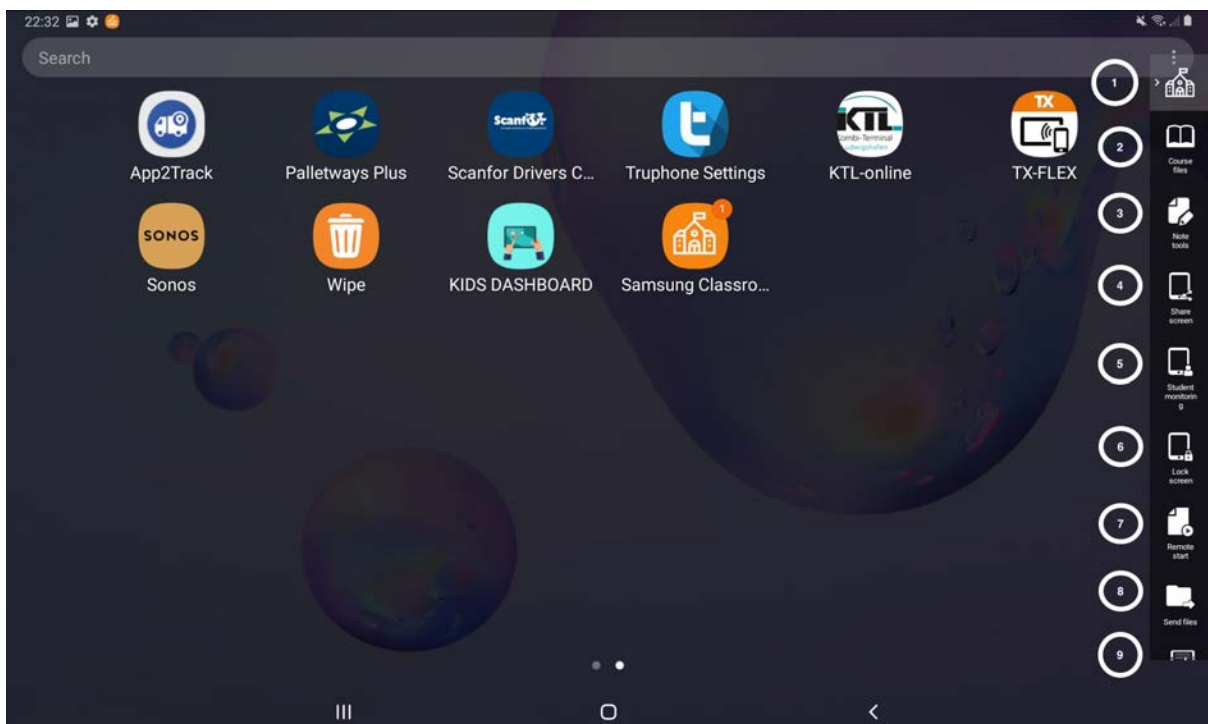 22:32
Search
1
TX
Scanfor
KTL
Kombi-Terminal
Ludwigshafen
App2Track
Palletways Plus
Scanfor Drivers C...
Truphone Settings
KTL-online
TX-FLEX
2
Course
files
3
Note
tools
SONOS
1
Sonos
Wipe
KIDS DASHBOARD
Samsung Classro...
4
Share
screen
5
Student
monitorin
g
6
Lock
screen
7
Remote
start
8
Send files
9